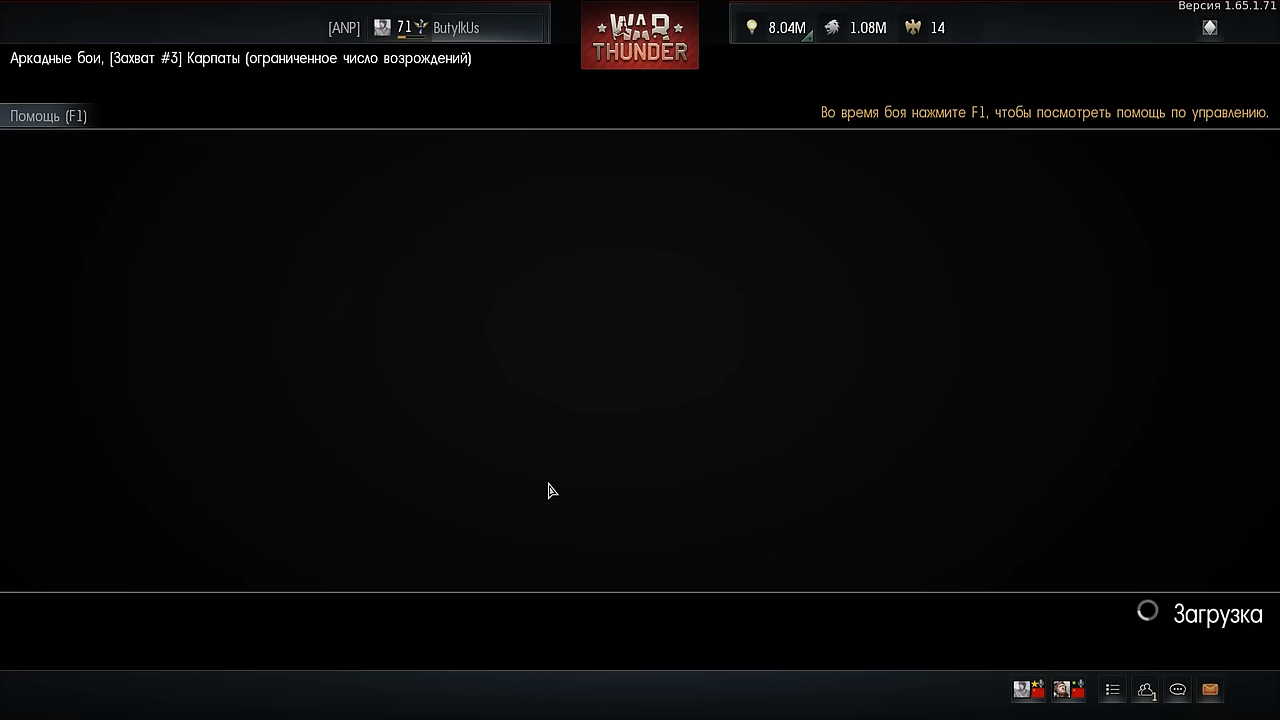 Версия 1.65.1.71
[ANP] 71 ButylkUs
WAR THUNDER
8.04M 1.08M 14
Аркадные бои, [Захват #3] Карпаты (ограниченное число возрождений)
Помощь (F1)
Во время боя нажмите F1, чтобы посмотреть помощь по управлению.
Загрузка
1